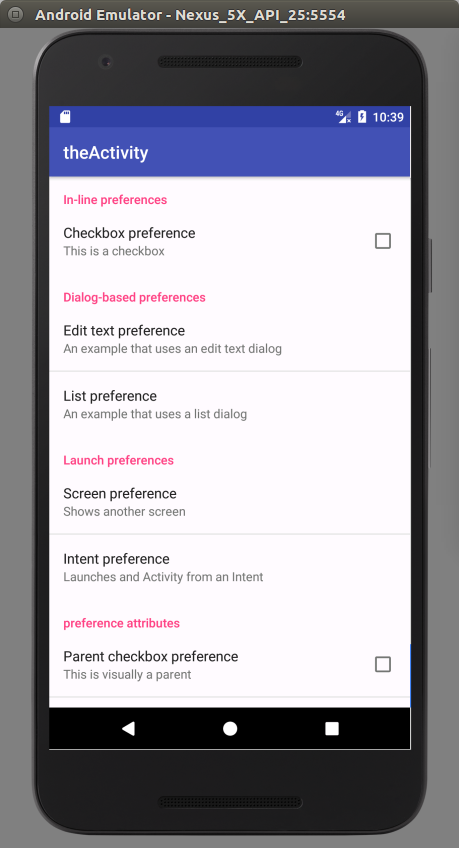 Android Emulator - Nexus_5X_API_25:5554
4G 10:39
theActivity
In-line preferences
Checkbox preference
This is a checkbox
Dialog-based preferences
Edit text preference
An example that uses an edit text dialog
List preference
An example that uses a list dialog
Launch preferences
Screen preference
Shows another screen
Intent preference
Launches and Activity from an Intent
preference attributes
Parent checkbox preference
This is visually a parent